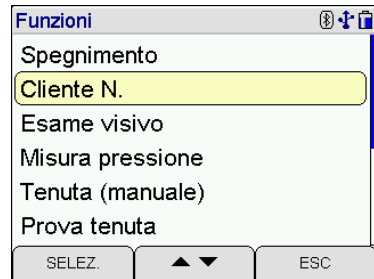 Funzioni
Spegnimento
Cliente N.
Esame visivo
Misura pressione
Tenuta (manuale)
Prova tenuta
SELEZ. ▲ ▼ ESC